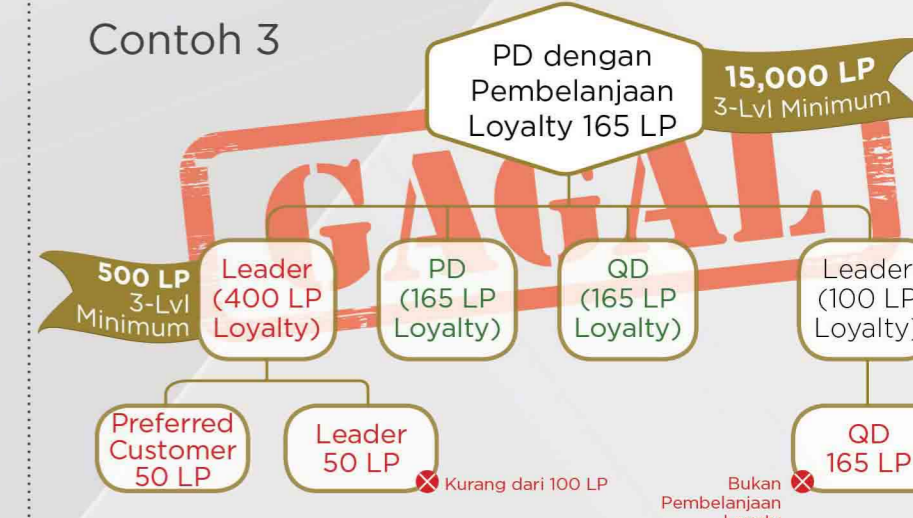 Contoh 3
PD dengan
Pembelanjaan
Loyalty 165 LP
15,000 LP
3-Lvl Minimum
GAGAL
500 LP
3-Lvl
Minimum
Leader
(400 LP
Loyalty)
PD
(165 LP
Loyalty)
QD
(165 LP
Loyalty)
Leader
(100 LP
Loyalty)
Preferred
Customer
50 LP
Leader
50 LP
Kurang dari 100 LP
QD
165 LP
Bukan
Pembelanjaan